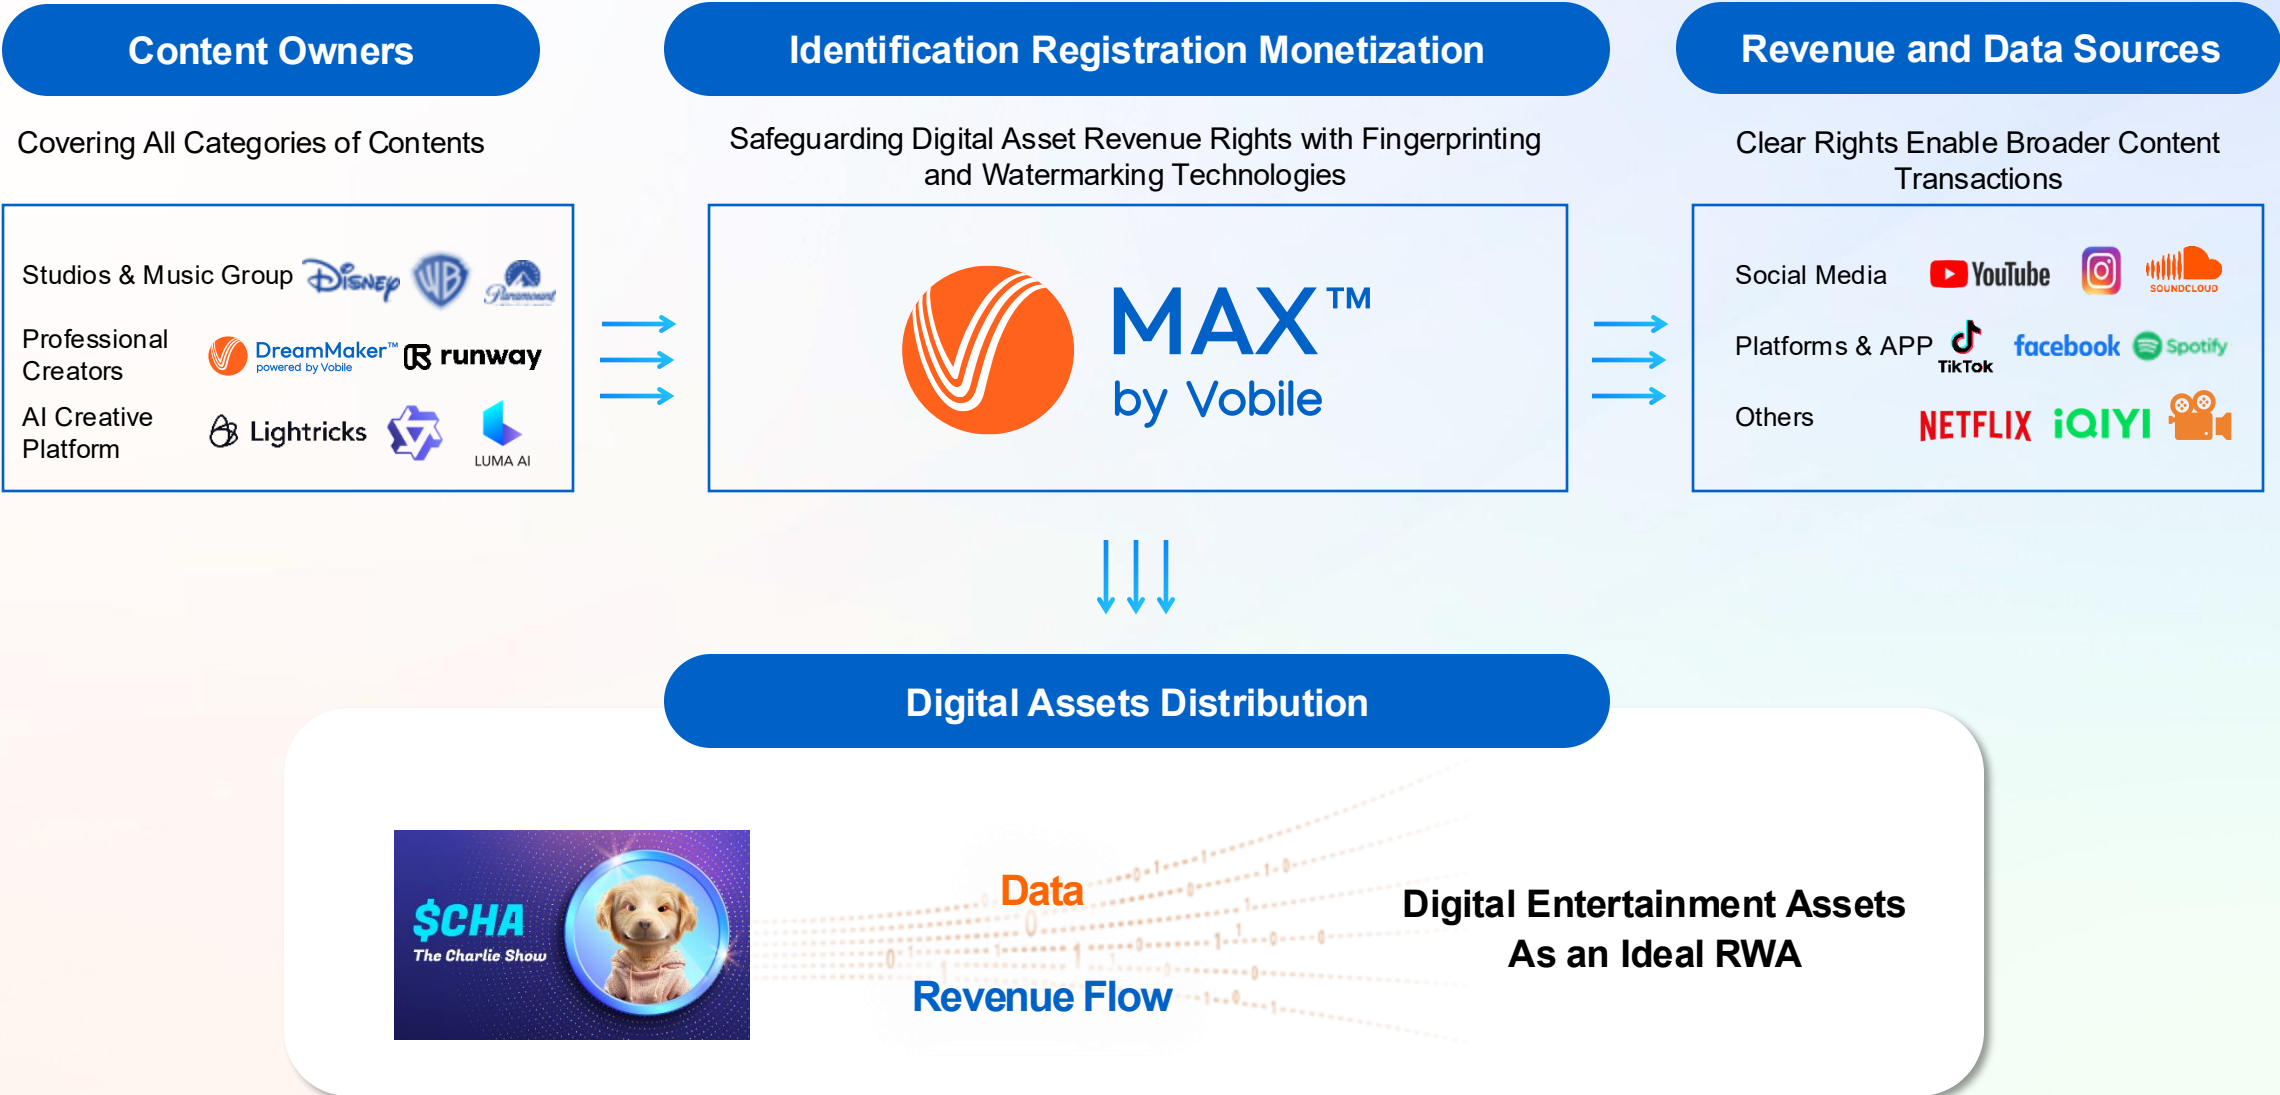 Content Owners
Identification Registration Monetization
Revenue and Data Sources
Covering All Categories of Contents
Safeguarding Digital Asset Revenue Rights with Fingerprinting
and Watermarking Technologies
Clear Rights Enable Broader Content
Transactions
Studios & Music Group
DISNEY
WB
Paramount
Professional
Creators
DreamMaker™
powered by Vobile
runway
AI Creative
Platform
Lightricks
LUMA AI
MAX™
by Vobile
Social Media
YouTube
SOUNDCLOUD
Platforms & APP
TikTok
facebook
Spotify
Others
NETFLIX
iQIYI
Digital Assets Distribution
$CHA
The Charlie Show
Data
Revenue Flow
Digital Entertainment Assets
As an Ideal RWA